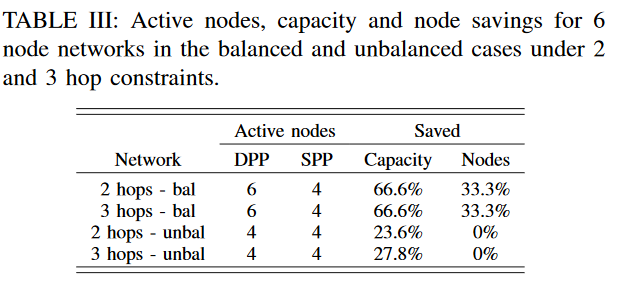 TABLE III: Active nodes, capacity and node savings for 6
node networks in the balanced and unbalanced cases under 2
and 3 hop constraints.
Active nodes Saved
Network DPP SPP Capacity Nodes
2 hops - bal 6 4 66.6% 33.3%
3 hops - bal 6 4 66.6% 33.3%
2 hops - unbal 4 4 23.6% 0%
3 hops - unbal 4 4 27.8% 0%